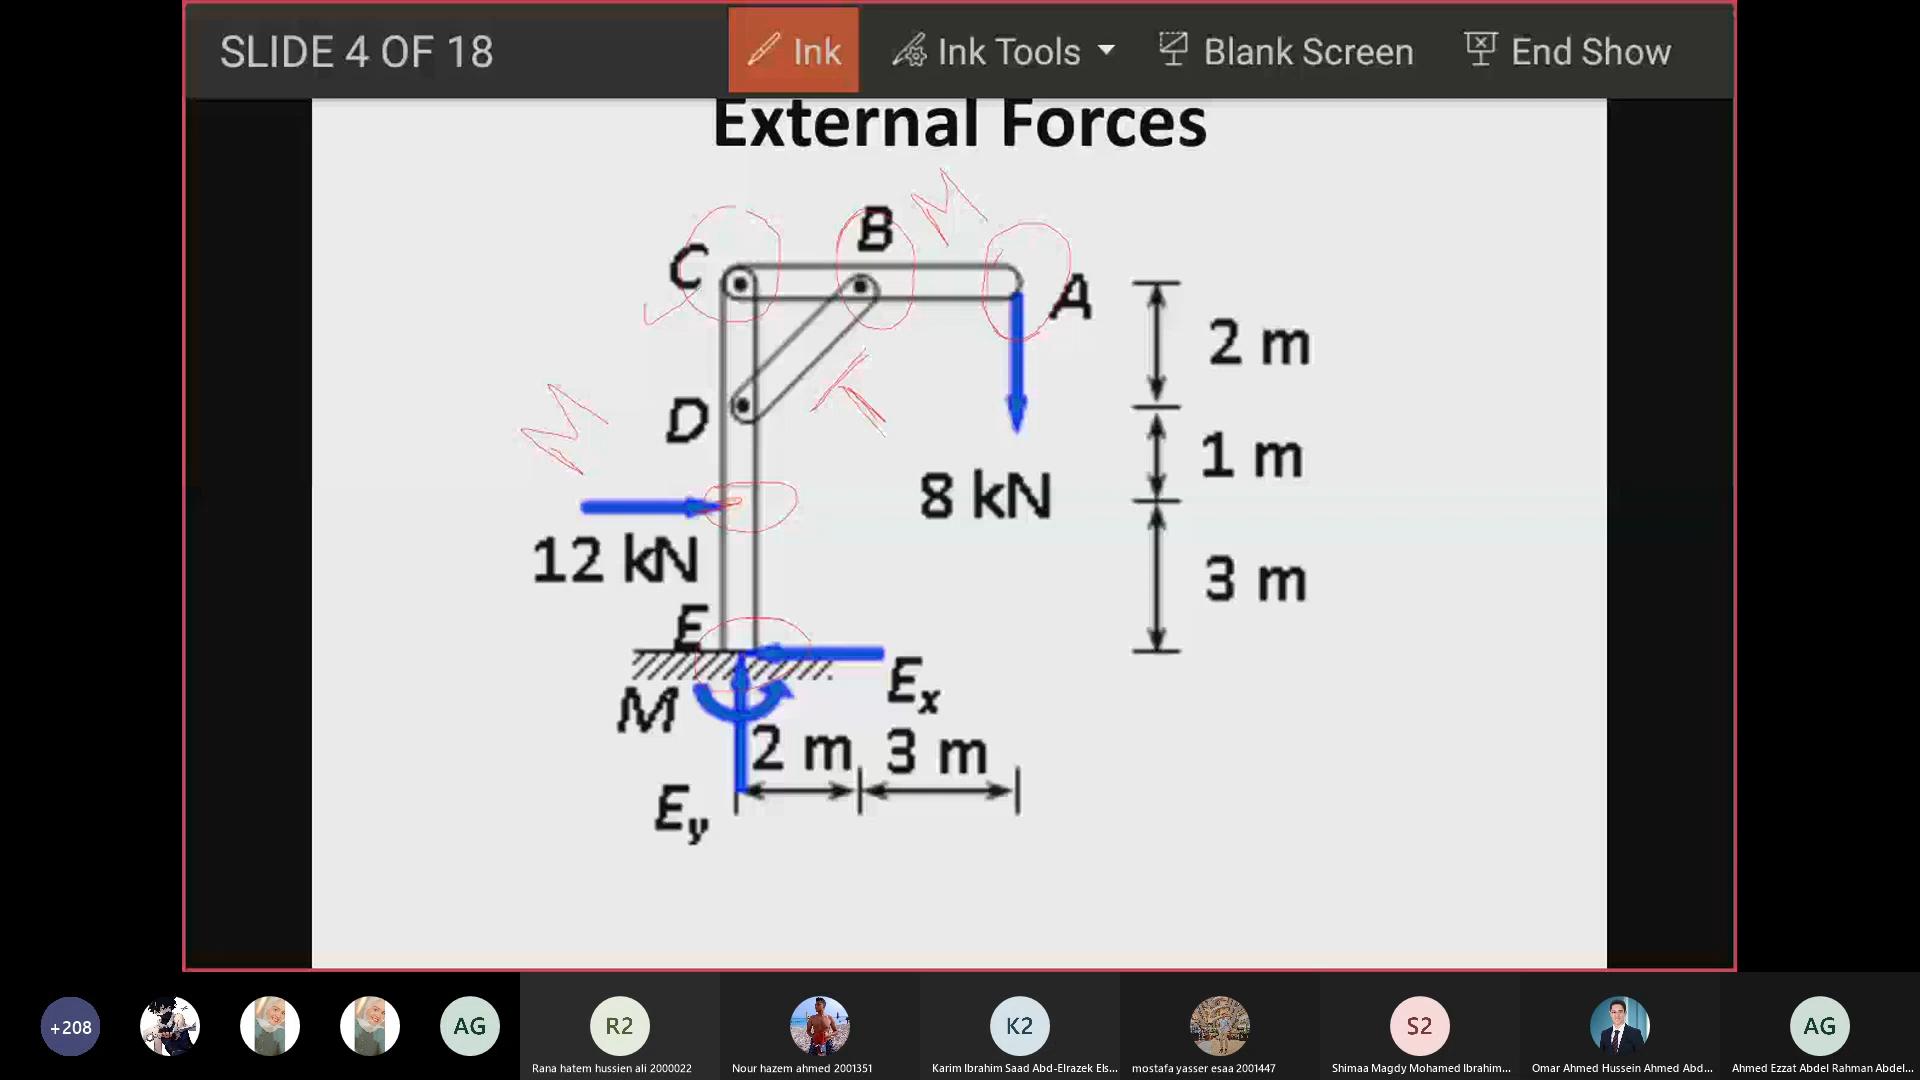 SLIDE 4 OF 18 Ink Ink Tools Blank Screen End Show
External Forces
B
M
C
A
2 m
T
M
D
1 m
8 kN
12 kN
3 m
E
Ex
M
2 m 3 m
Ey
+208 AG R2 K2 S2 AG
Rana hatem hussien ali 2000022 Nour hazem ahmed 2001351 Karim Ibrahim Saad Abd-Elrazek Els... mostafa yasser esaa 2001447 Shimaa Magdy Mohamed Ibrahim... Omar Ahmed Hussein Ahmed Abd... Ahmed Ezzat Abdel Rahman Abdel...